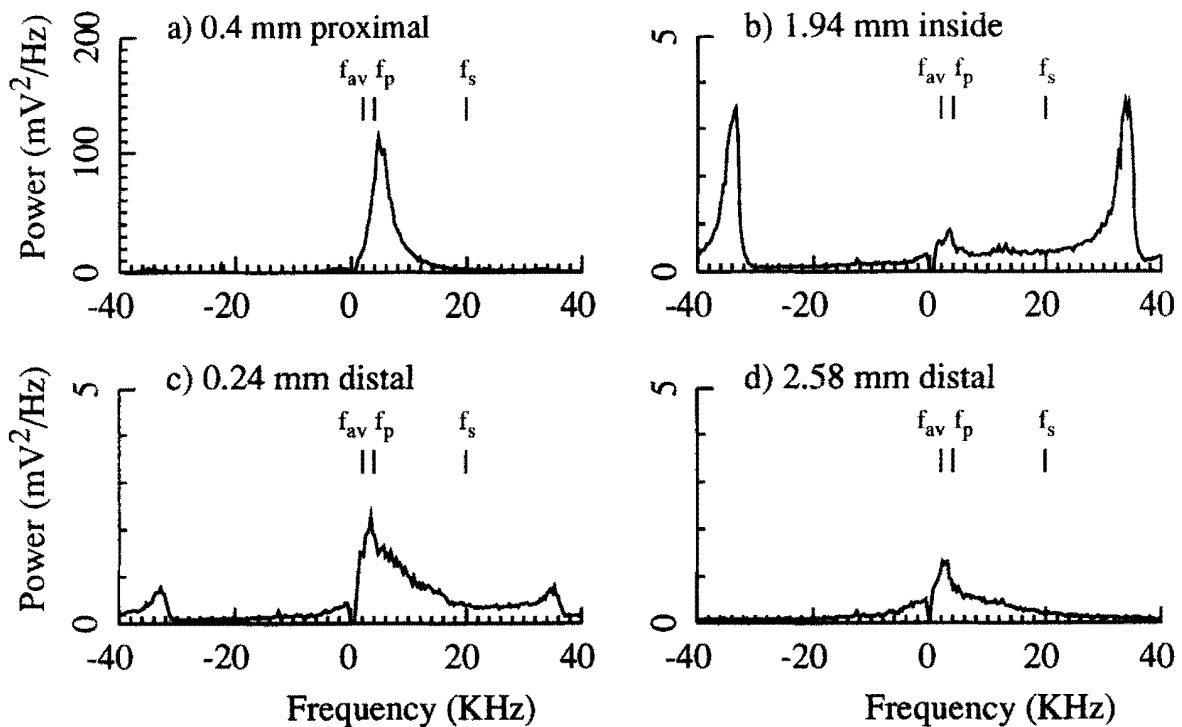 a) 0.4 mm proximal
Power (mV²/Hz)
200
100
0
f_av f_p f_s
-40 -20 0 20 40
b) 1.94 mm inside
5
0
f_av f_p f_s
-40 -20 0 20 40
c) 0.24 mm distal
Power (mV²/Hz)
5
0
f_av f_p f_s
-40 -20 0 20 40
Frequency (KHz)
d) 2.58 mm distal
5
0
f_av f_p f_s
-40 -20 0 20 40
Frequency (KHz)